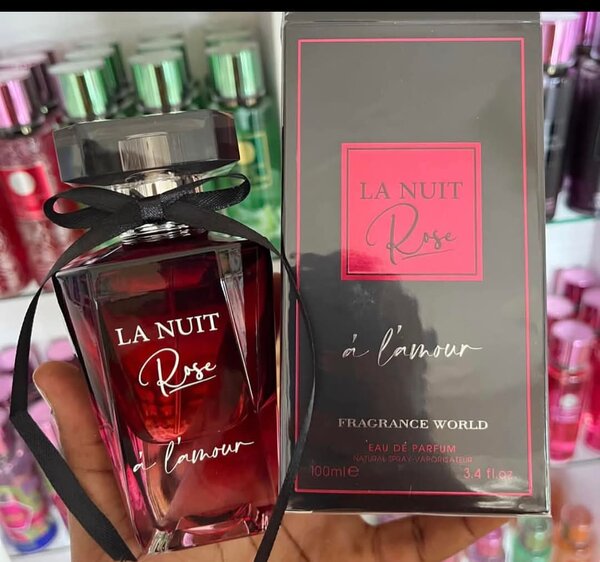 LA NUIT
Rose
á l'amour
LA NUIT
Rose
á l'amour
FRAGRANCE WORLD
EAU DE PARFUM
NATURAL SPRAY-VAPORISATEUR
100ml e
3.4 fl oz